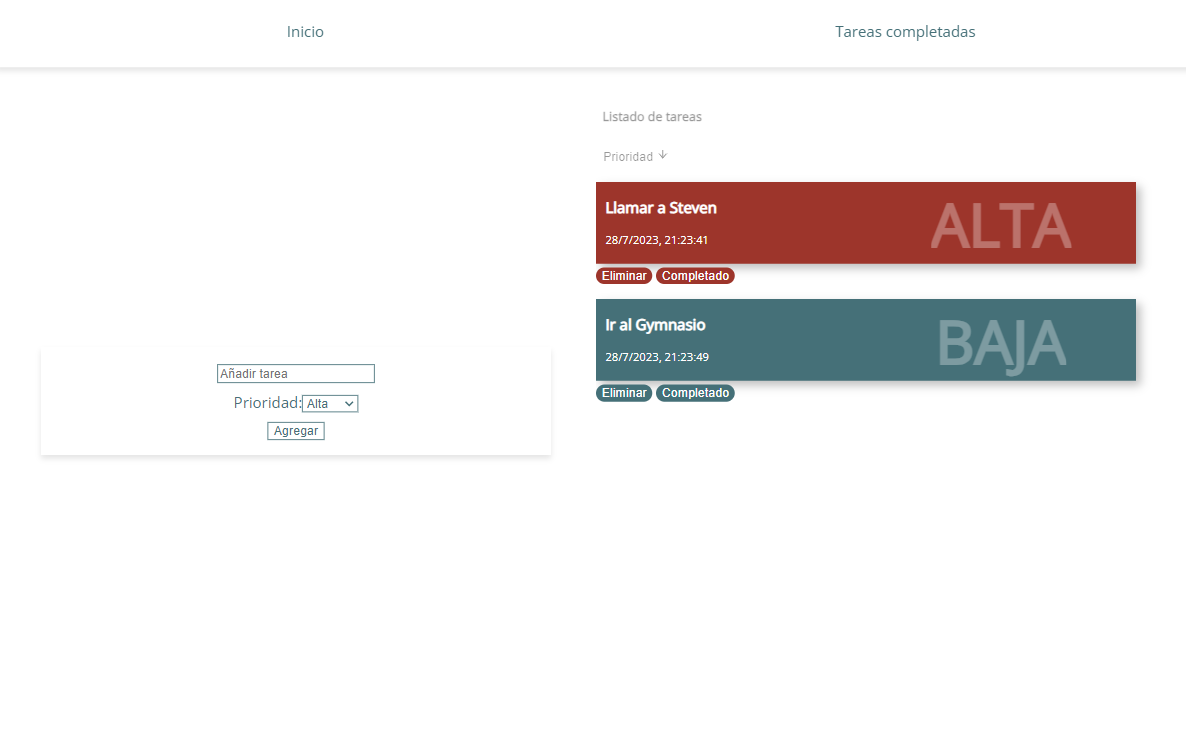 Inicio
Tareas completadas
Añadir tarea
Prioridad: Alta
Agregar
Listado de tareas
Prioridad ↓
Llamar a Steven
28/7/2023, 21:23:41
ALTA
Eliminar Completado
Ir al Gymnasio
28/7/2023, 21:23:49
BAJA
Eliminar Completado